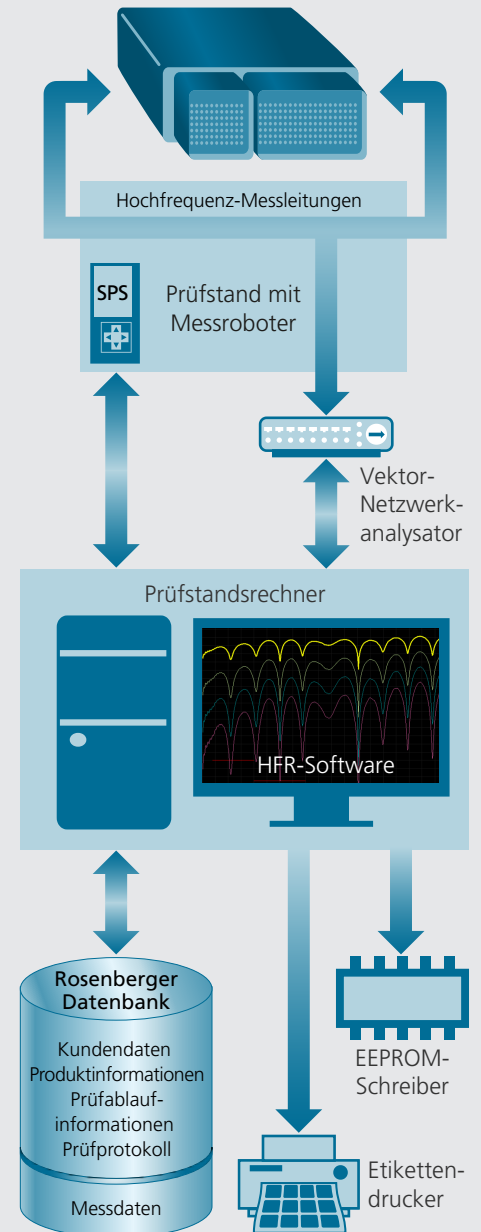 Hochfrequenz-Messleitungen
SPS
Prüfstand mit
Messroboter
Vektor-
Netzwerk-
analysator
Prüfstandsrechner
HFR-Software
Rosenberger
Datenbank
Kundendaten
Produktinformationen
Prüfablauf-
informationen
Prüfprotokoll
Messdaten
EEPROM-
Schreiber
Etiketten-
drucker